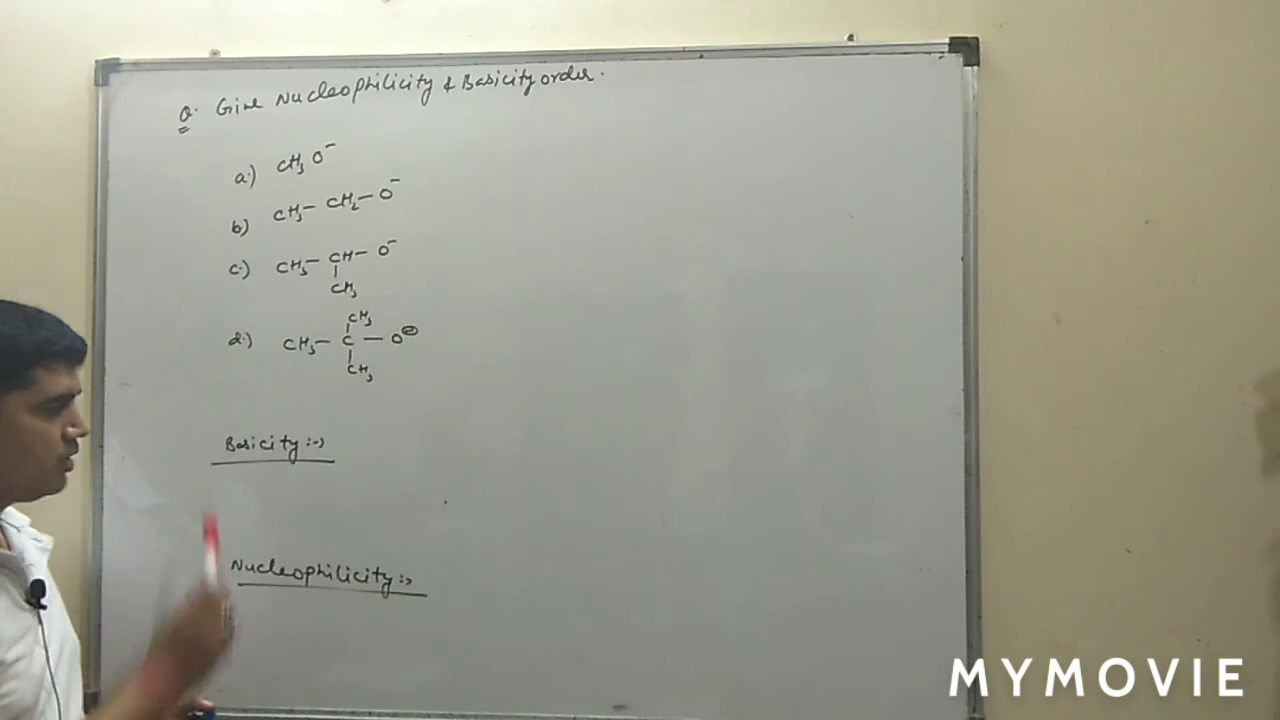 Q. Give Nucleophilicity & Basicity order.
a.) CH₃O⁻
b) CH₃– CH₂– O⁻
c.) CH₃– CH– O⁻
|
CH₃
CH₃
|
d.) CH₃– C — O⊖
|
CH₃
Basicity :->
Nucleophilicity :->
MYMOVIE